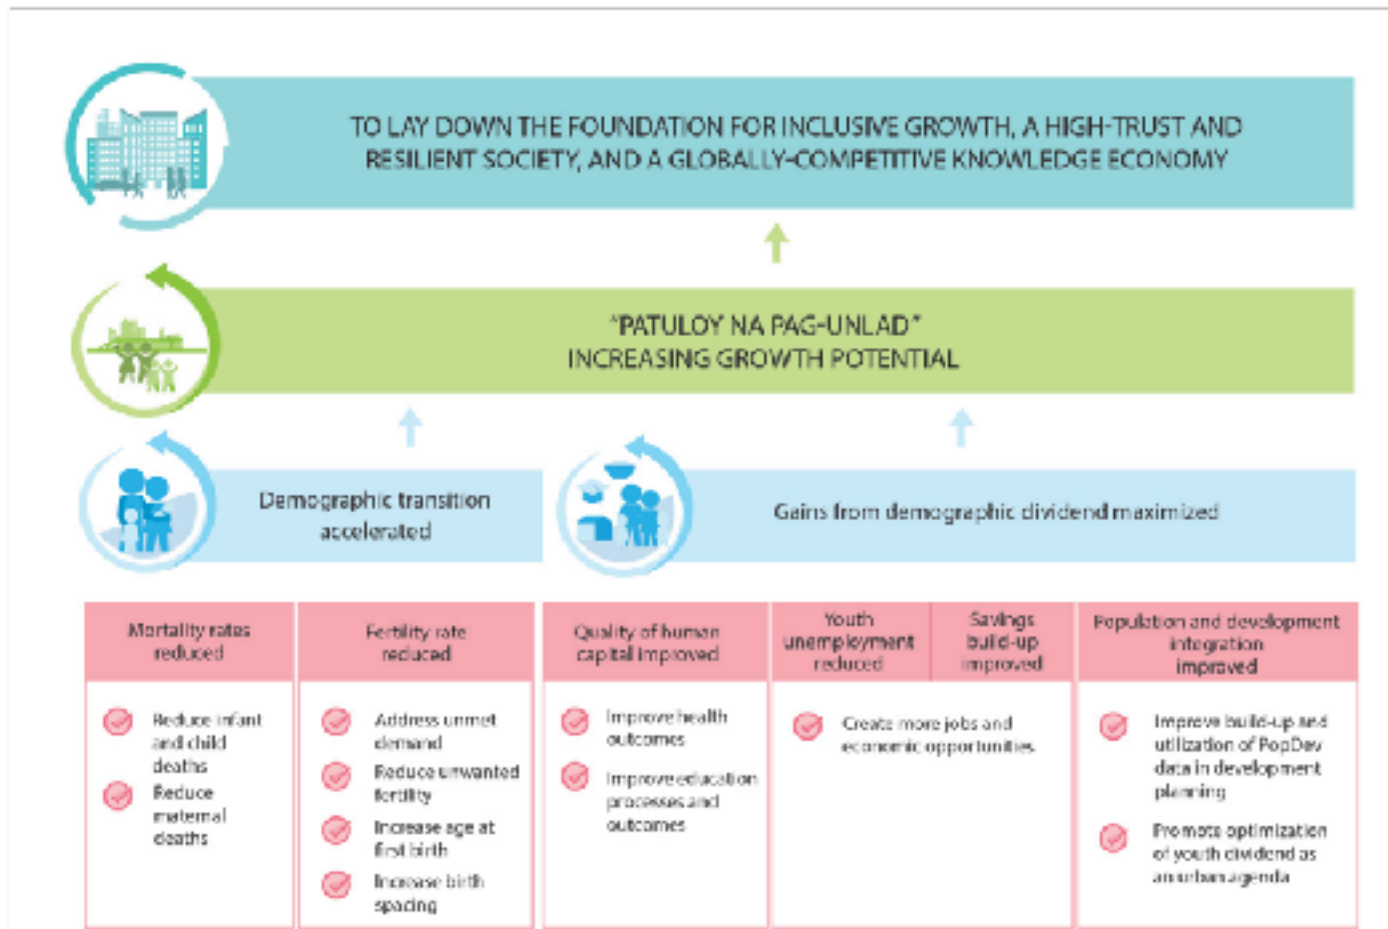 TO LAY DOWN THE FOUNDATION FOR INCLUSIVE GROWTH, A HIGH-TRUST AND
RESILIENT SOCIETY, AND A GLOBALLY-COMPETITIVE KNOWLEDGE ECONOMY
"PATULOY NA PAG-UNLAD"
INCREASING GROWTH POTENTIAL
Demographic transition
accelerated
Gains from demographic dividend maximized
Mortality rates
reduced
Reduce infant
and child
deaths
Reduce
maternal
deaths
Fertility rate
reduced
Address unmet
demand
Reduce unwanted
fertility
Increase age at
first birth
Increase birth
spacing
Quality of human
capital improved
Improve health
outcomes
Improve education
processes and
outcomes
Youth
unemployment
reduced
Savings
build-up
improved
Create more jobs and
economic opportunities
Population and development
integration
improved
Improve build-up and
utilization of PopDev
data in development
planning
Promote optimization
of youth dividend as
an urban agenda